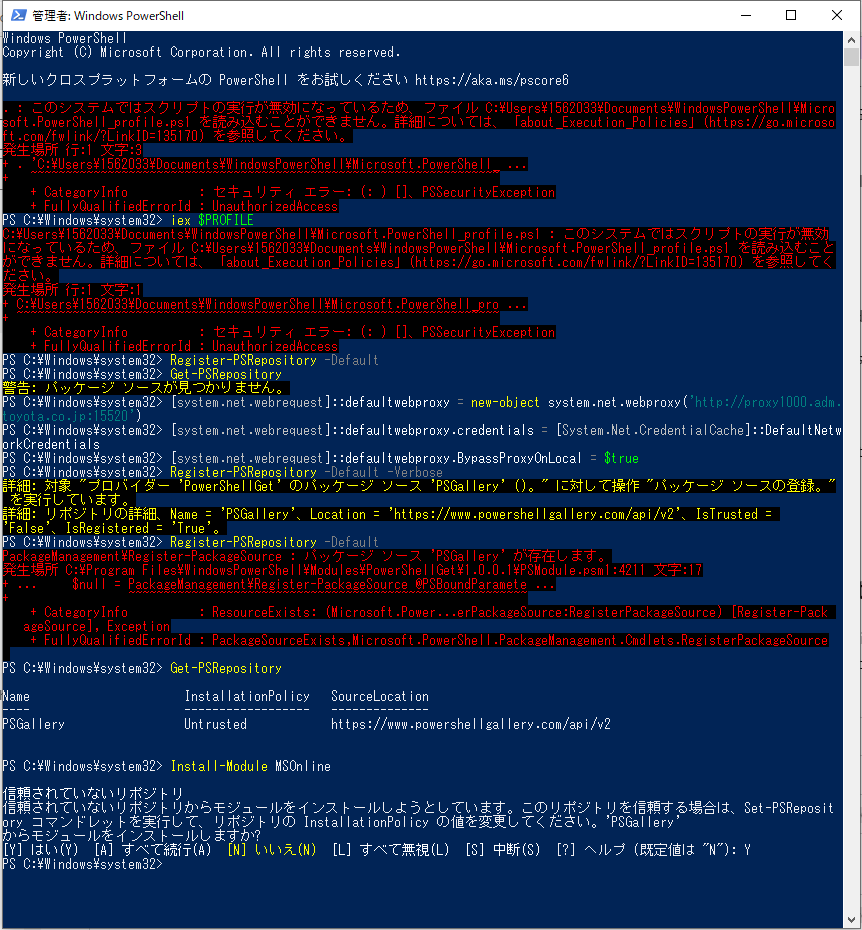 管理者: Windows PowerShell
Windows PowerShell
Copyright (C) Microsoft Corporation. All rights reserved.
新しいクロスプラットフォームの PowerShell をお試しください https://aka.ms/pscore6
. : このシステムではスクリプトの実行が無効になっているため、ファイル C:\Users\1562093\Documents\WindowsPowerShell\Micro
soft.PowerShell_profile.ps1 を読み込むことができません。詳細については、「about_Execution_Policies」(https://go.microso
ft.com/fwlink/?LinkID=135170) を参照してください。
発生場所 行:1 文字:3
+ . 'C:\Users\1562093\Documents\WindowsPowerShell\Microsoft.PowerShell_ ...
+
+ CategoryInfo : セキュリティ エラー: (: ) []、PSSecurityException
+ FullyQualifiedErrorId : UnauthorizedAccess
PS C:\Windows\system32> iex $PROFILE
C:\Users\1562093\Documents\WindowsPowerShell\Microsoft.PowerShell_profile.ps1 : このシステムではスクリプトの実行が無効
になっているため、ファイル C:\Users\1562093\Documents\WindowsPowerShell\Microsoft.PowerShell_profile.ps1 を読み込むこと
ができません。詳細については、「about_Execution_Policies」(https://go.microsoft.com/fwlink/?LinkID=135170) を参照してく
ださい。
発生場所 行:1 文字:1
+ C:\Users\1562093\Documents\WindowsPowerShell\Microsoft.PowerShell_pro ...
+
+ CategoryInfo : セキュリティ エラー: (: ) []、PSSecurityException
+ FullyQualifiedErrorId : UnauthorizedAccess
PS C:\Windows\system32> Register-PSRepository -Default
PS C:\Windows\system32> Get-PSRepository
警告: パッケージ ソースが見つかりません。
PS C:\Windows\system32> [system.net.webrequest]::defaultwebproxy = new-object system.net.webproxy('http://proxy1000.adm.
toyota.co.jp:15520')
PS C:\Windows\system32> [system.net.webrequest]::defaultwebproxy.credentials = [System.Net.CredentialCache]::DefaultNetw
orkCredentials
PS C:\Windows\system32> [system.net.webrequest]::defaultwebproxy.BypassProxyOnLocal = $true
PS C:\Windows\system32> Register-PSRepository -Default -Verbose
詳細: 対象 "プロバイダー 'PowerShellGet' のパッケージ ソース 'PSGallery' ()。" に対して操作 "パッケージ ソースの登録。"
を実行しています。
詳細: リポジトリの詳細、Name = 'PSGallery'、Location = 'https://www.powershellgallery.com/api/v2'、IsTrusted =
'False'、IsRegistered = 'True'。
PS C:\Windows\system32> Register-PSRepository -Default
PackageManagement\Register-PackageSource : パッケージ ソース 'PSGallery' が存在します。
発生場所 C:\Program Files\WindowsPowerShell\Modules\PowerShellGet\1.0.0.1\PSModule.psm1:4211 文字:17
+ ... $null = PackageManagement\Register-PackageSource @PSBoundParamete ...
+
+ CategoryInfo : ResourceExists: (Microsoft.Power...erPackageSource:RegisterPackageSource) [Register-Pack
ageSource]、Exception
+ FullyQualifiedErrorId : PackageSourceExists,Microsoft.PowerShell.PackageManagement.Cmdlets.RegisterPackageSource
PS C:\Windows\system32> Get-PSRepository
Name InstallationPolicy SourceLocation
---- ------------------ --------------
PSGallery Untrusted https://www.powershellgallery.com/api/v2
PS C:\Windows\system32> Install-Module MSOnline
信頼されていないリポジトリ
信頼されていないリポジトリからモジュールをインストールしようとしています。このリポジトリを信頼する場合は、Set-PSReposit
ory コマンドレットを実行して、リポジトリの InstallationPolicy の値を変更してください。'PSGallery'
からモジュールをインストールしますか?
[Y] はい(Y) [A] すべて続行(A) [N] いいえ(N) [L] すべて無視(L) [S] 中断(S) [?] ヘルプ (既定値は "N"): Y
PS C:\Windows\system32>